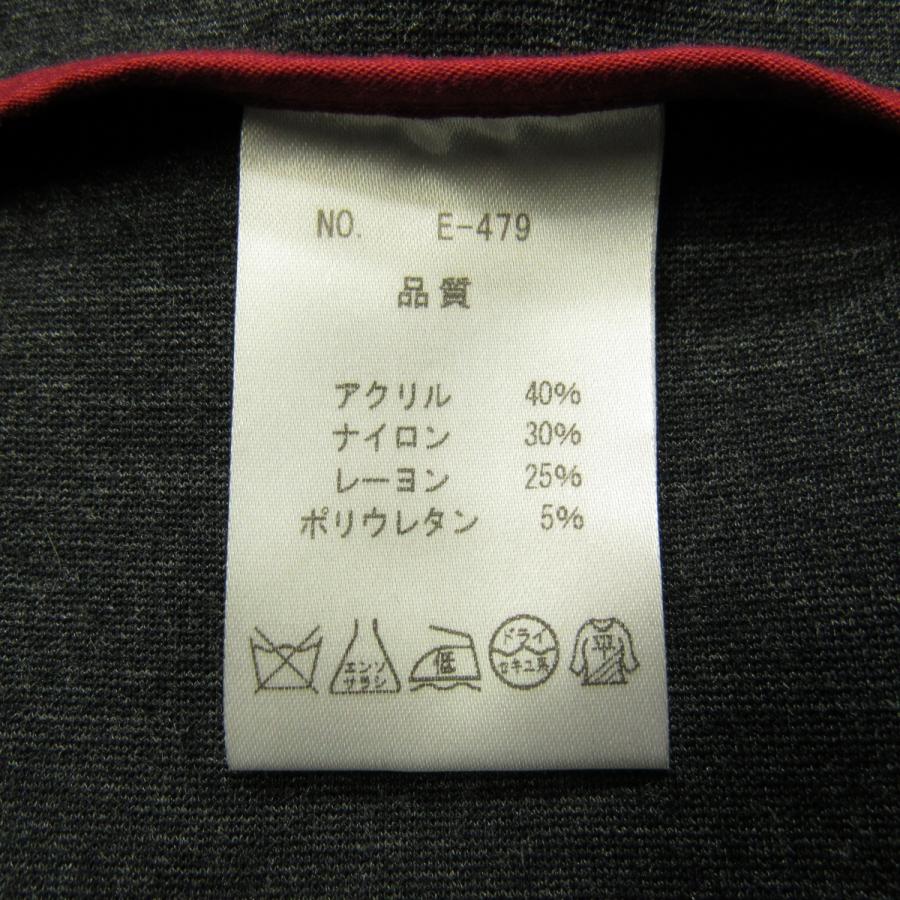 NO. E-479
品質
アクリル 40%
ナイロン 30%
レーヨン 25%
ポリウレタン 5%
エンソ
サラシ
低
ドライ
セキユ系
平